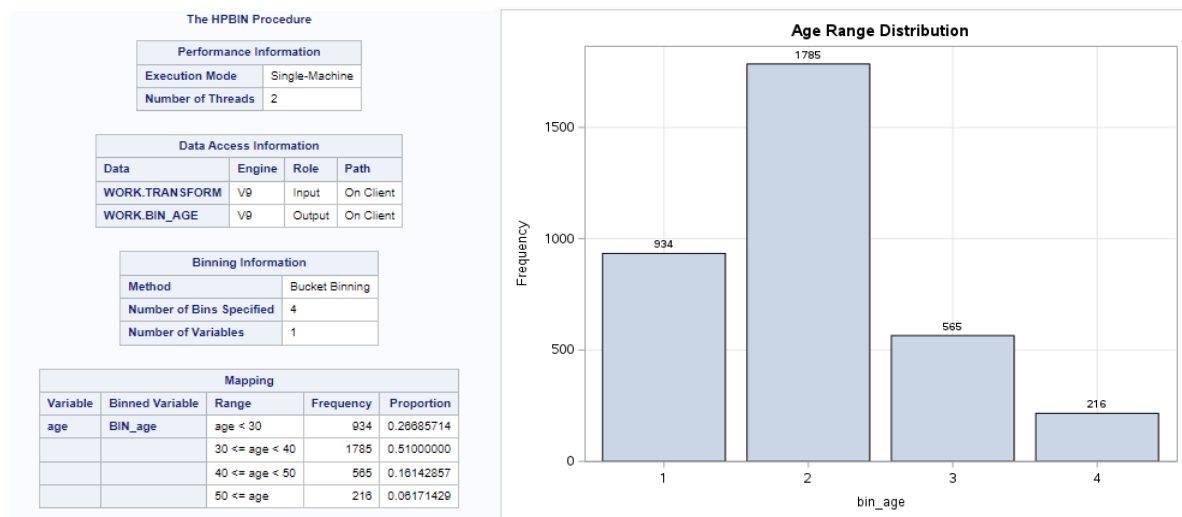 The HPBIN Procedure
Performance Information
Execution Mode Single-Machine
Number of Threads 2
Data Access Information
Data Engine Role Path
WORK.TRANSFORM V9 Input On Client
WORK.BIN_AGE V9 Output On Client
Binning Information
Method Bucket Binning
Number of Bins Specified 4
Number of Variables 1
Mapping
Variable Binned Variable Range Frequency Proportion
age BIN_age age < 30 934 0.26685714
30 <= age < 40 1785 0.51000000
40 <= age < 50 565 0.16142857
50 <= age 216 0.06171429
Age Range Distribution
1785
1500
1000
934
Frequency
565
500
216
0
1 2 3 4
bin_age